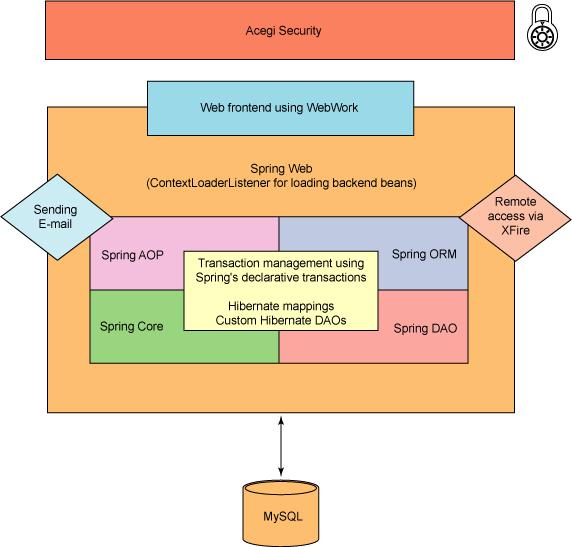 Acegi Security
Web frontend using WebWork
Spring Web
(ContextLoaderListener for loading backend beans)
Sending
E-mail
Remote
access via
XFire
Spring AOP
Spring ORM
Transaction management using
Spring's declarative transactions
Hibernate mappings
Custom Hibernate DAOs
Spring Core
Spring DAO
MySQL